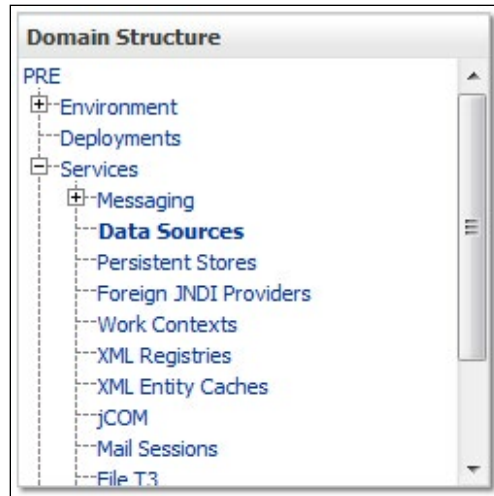 Domain Structure
PRE
Environment
Deployments
Services
Messaging
Data Sources
Persistent Stores
Foreign JNDI Providers
Work Contexts
XML Registries
XML Entity Caches
jCOM
Mail Sessions
File T3